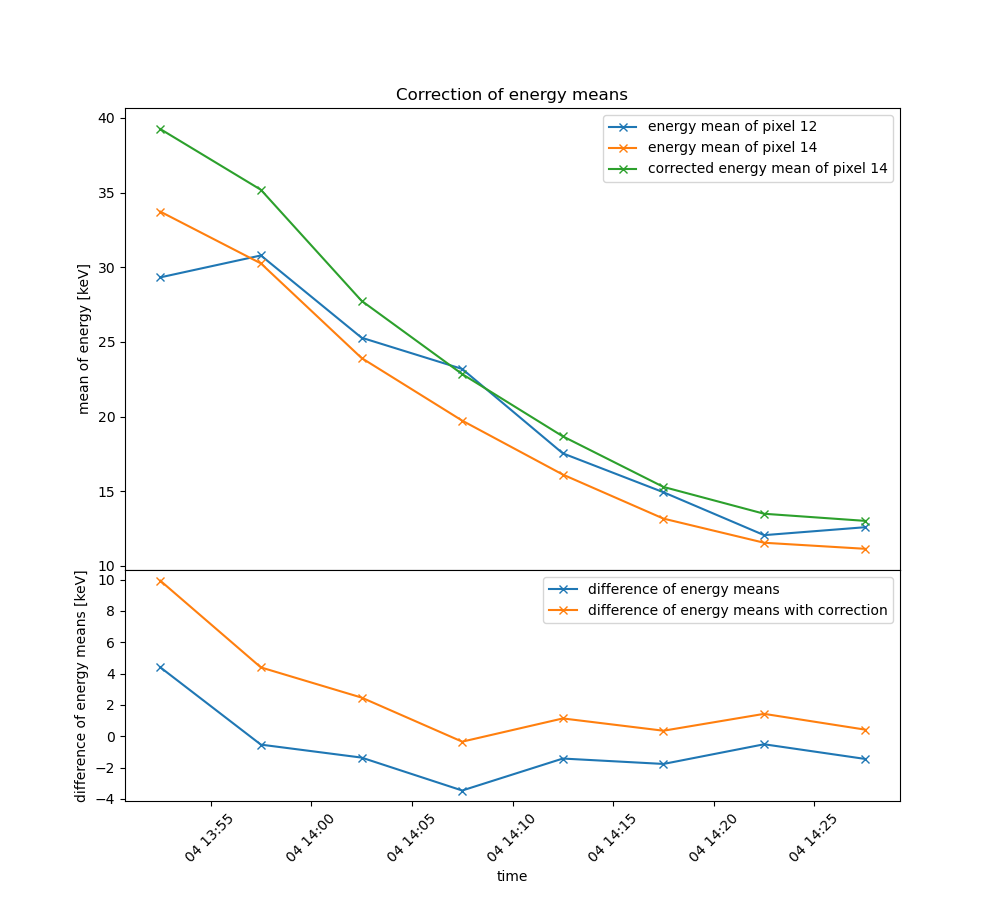 Correction of energy means
energy mean of pixel 12
energy mean of pixel 14
corrected energy mean of pixel 14
mean of energy [keV]
40
35
30
25
20
15
10
difference of energy means
difference of energy means with correction
difference of energy means [keV]
10
8
6
4
2
0
−2
−4
04 13:55
04 14:00
04 14:05
04 14:10
04 14:15
04 14:20
04 14:25
time